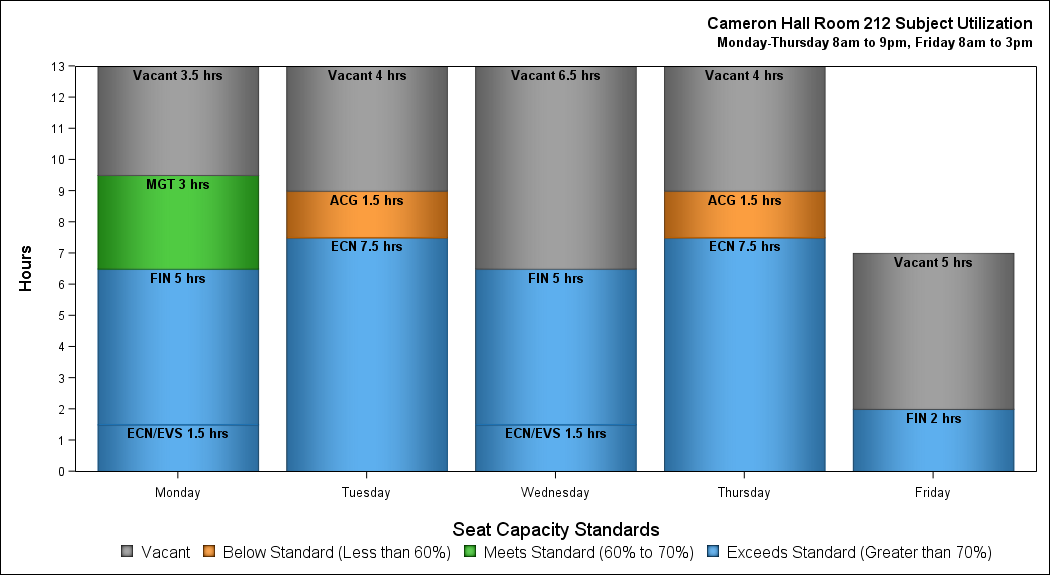 Cameron Hall Room 212 Subject Utilization
Monday-Thursday 8am to 9pm, Friday 8am to 3pm
Hours
13
12
11
10
9
8
7
6
5
4
3
2
1
0
Vacant 3.5 hrs
MGT 3 hrs
FIN 5 hrs
ECN/EVS 1.5 hrs
Vacant 4 hrs
ACG 1.5 hrs
ECN 7.5 hrs
Vacant 6.5 hrs
FIN 5 hrs
ECN/EVS 1.5 hrs
Vacant 4 hrs
ACG 1.5 hrs
ECN 7.5 hrs
Vacant 5 hrs
FIN 2 hrs
Monday Tuesday Wednesday Thursday Friday
Seat Capacity Standards
Vacant Below Standard (Less than 60%) Meets Standard (60% to 70%) Exceeds Standard (Greater than 70%)